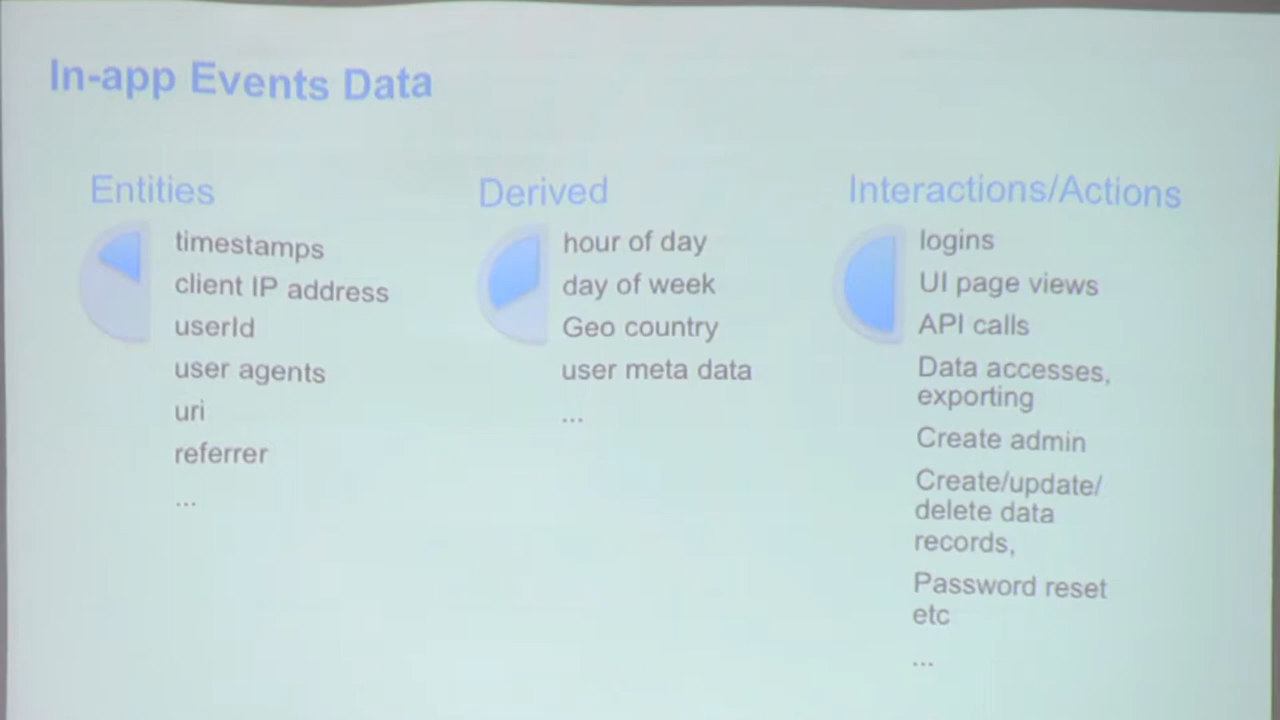 In-app Events Data
Entities
timestamps
client IP address
userId
user agents
uri
referrer
...
Derived
hour of day
day of week
Geo country
user meta data
...
Interactions/Actions
logins
UI page views
API calls
Data accesses,
exporting
Create admin
Create/update/
delete data
records,
Password reset
etc
...